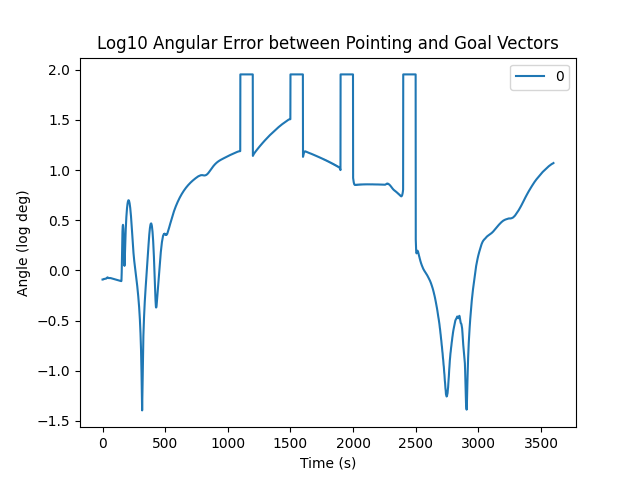 Log10 Angular Error between Pointing and Goal Vectors
0
2.0
1.5
1.0
0.5
0.0
−0.5
−1.0
−1.5
Angle (log deg)
0 500 1000 1500 2000 2500 3000 3500
Time (s)